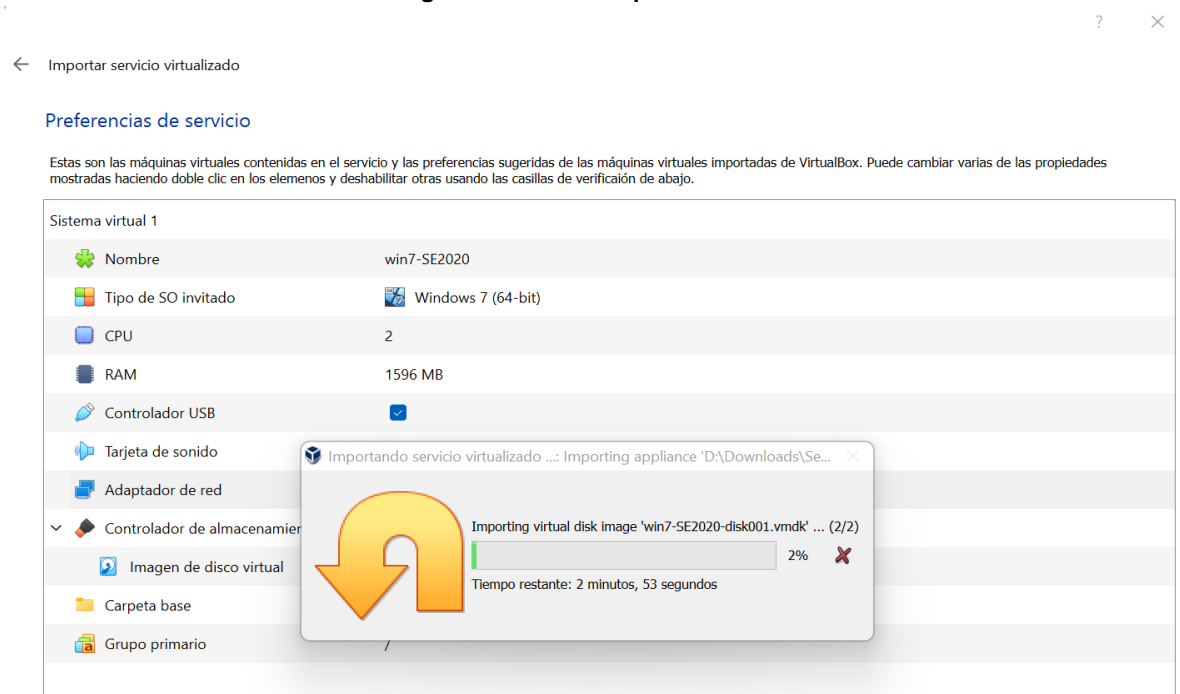 ?
Importar servicio virtualizado
Preferencias de servicio
Estas son las máquinas virtuales contenidas en el servicio y las preferencias sugeridas de las máquinas virtuales importadas de VirtualBox. Puede cambiar varias de las propiedades
mostradas haciendo doble clic en los elemenos y deshabilitar otras usando las casillas de verificaión de abajo.
Sistema virtual 1
Nombre win7-SE2020
Tipo de SO invitado Windows 7 (64-bit)
CPU 2
RAM 1596 MB
Controlador USB
Tarjeta de sonido
Importando servicio virtualizado ...: Importing appliance 'D:\Downloads\Se...
Adaptador de red
Controlador de almacenamier
Importing virtual disk image 'win7-SE2020-disk001.vmdk' ... (2/2)
2%
Imagen de disco virtual
Tiempo restante: 2 minutos, 53 segundos
Carpeta base
Grupo primario /